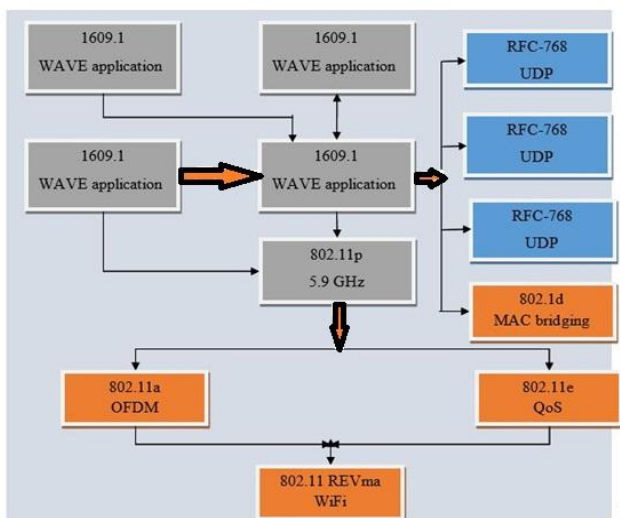 1609.1
WAVE application
1609.1
WAVE application
RFC-768
UDP
RFC-768
UDP
1609.1
WAVE application
1609.1
WAVE application
RFC-768
UDP
802.11p
5.9 GHz
802.1d
MAC bridging
802.11a
OFDM
802.11e
QoS
802.11 REVma
WiFi